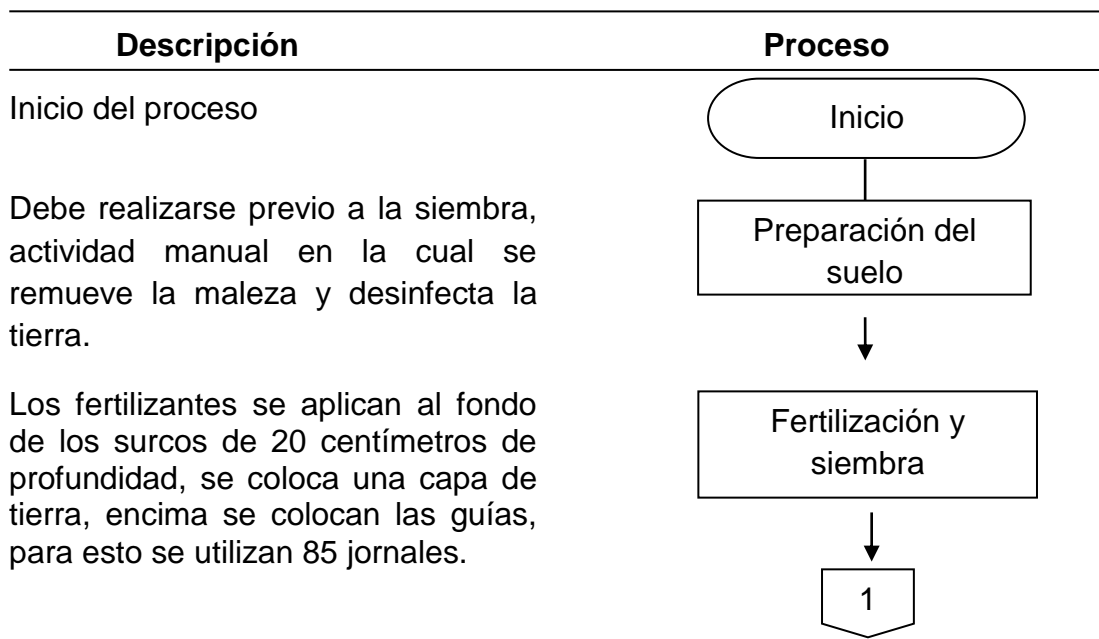 Descripción Proceso
Inicio del proceso
Inicio
Debe realizarse previo a la siembra,
actividad manual en la cual se
remueve la maleza y desinfecta la
tierra.
Preparación del
suelo
Los fertilizantes se aplican al fondo
de los surcos de 20 centímetros de
profundidad, se coloca una capa de
tierra, encima se colocan las guías,
para esto se utilizan 85 jornales.
Fertilización y
siembra
1